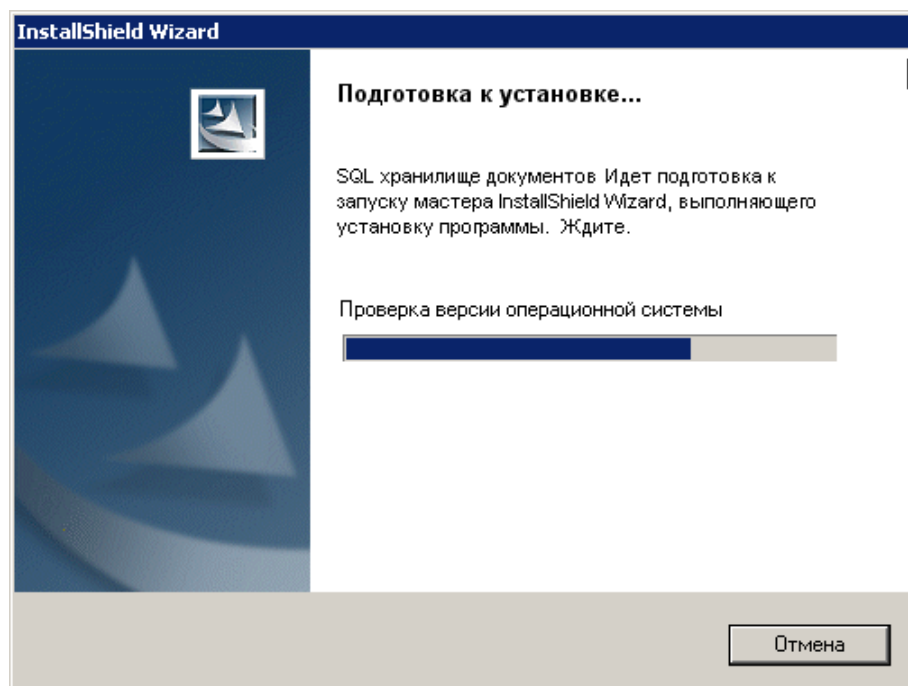 InstallShield Wizard
Подготовка к установке...
SQL хранилище документов Идет подготовка к
запуску мастера InstallShield Wizard, выполняющего
установку программы. Ждите.
Проверка версии операционной системы
Отмена